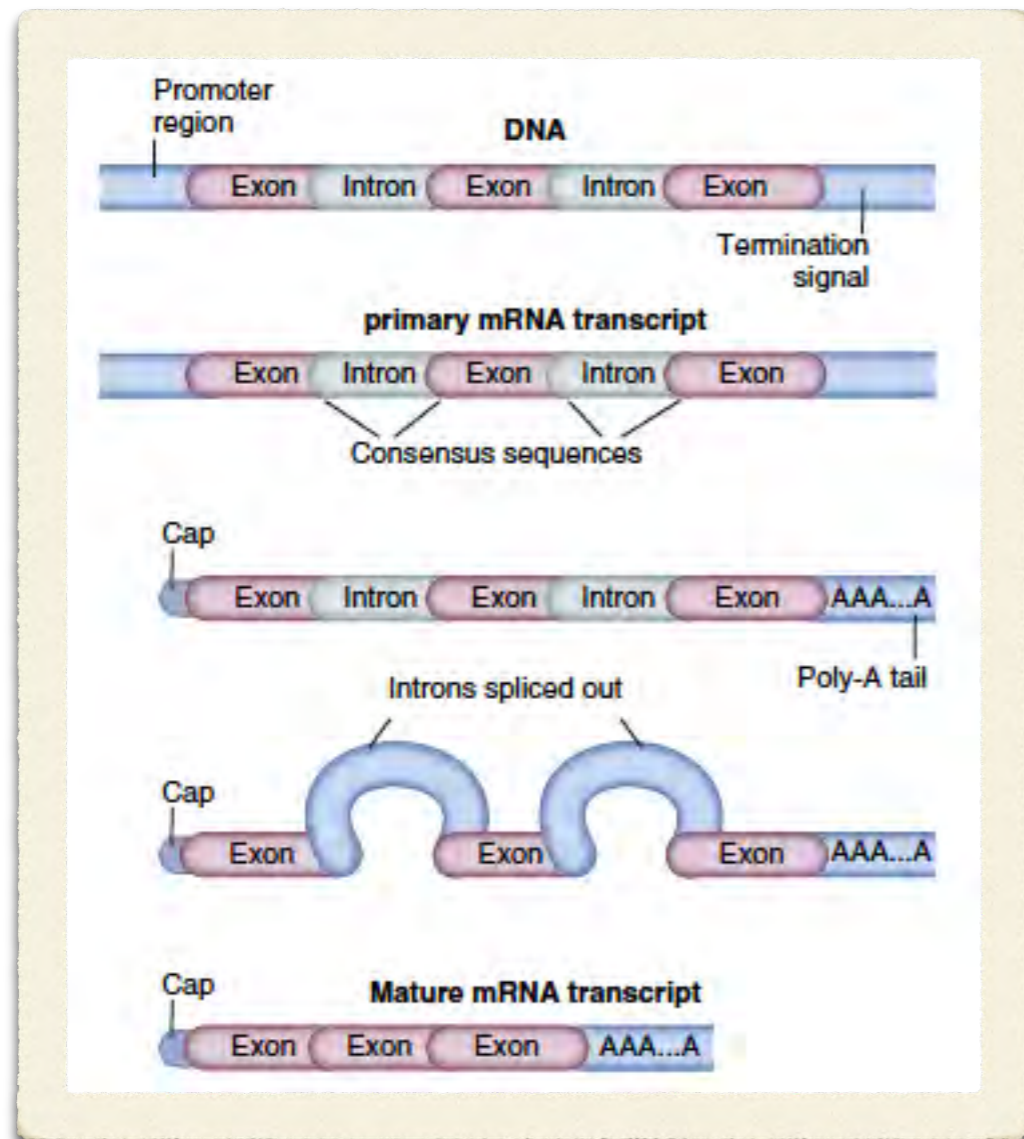 Promoter
region
DNA
Exon Intron Exon Intron Exon
Termination
signal
primary mRNA transcript
Exon Intron Exon Intron Exon
Consensus sequences
Cap
Exon Intron Exon Intron Exon AAA...A
Poly-A tail
Introns spliced out
Cap
Exon Exon Exon AAA...A
Cap
Mature mRNA transcript
Exon Exon Exon AAA...A